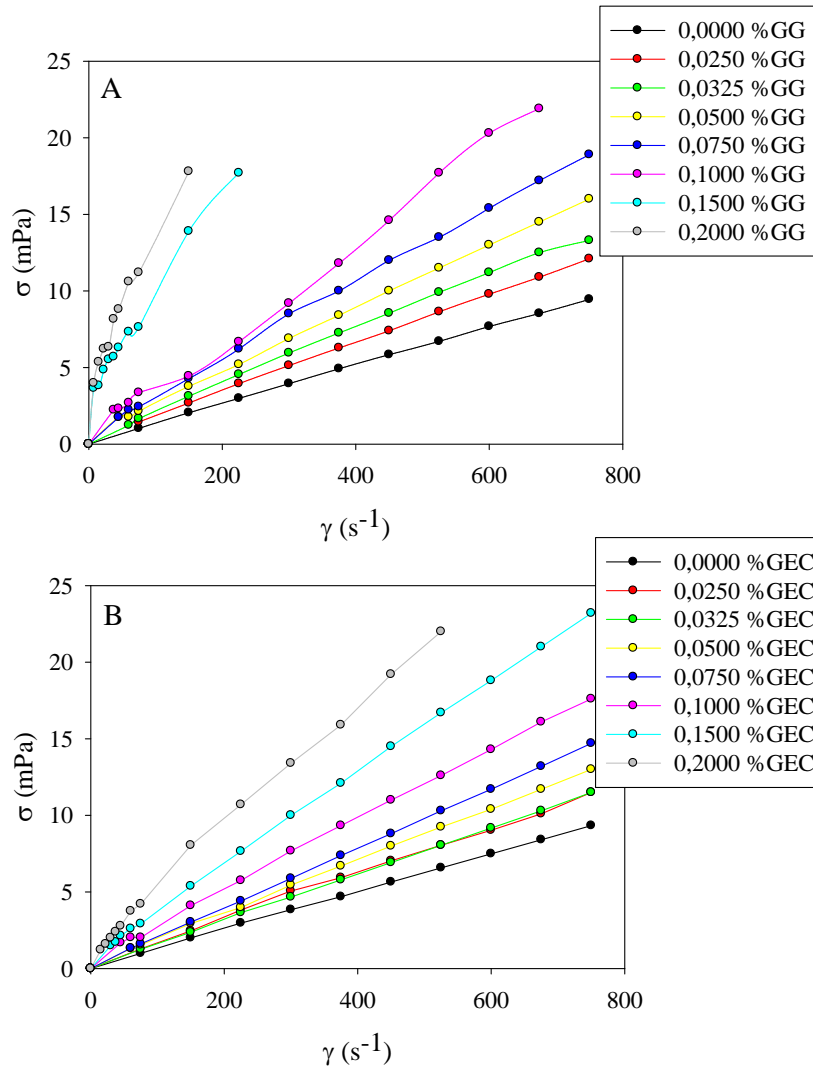 0,0000 %GG
0,0250 %GG
0,0325 %GG
0,0500 %GG
0,0750 %GG
0,1000 %GG
0,1500 %GG
0,2000 %GG
A
σ (mPa)
25
20
15
10
5
0
0 200 400 600 800
γ (s-1)
0,0000 %GEC
0,0250 %GEC
0,0325 %GEC
0,0500 %GEC
0,0750 %GEC
0,1000 %GEC
0,1500 %GEC
0,2000 %GEC
B
σ (mPa)
25
20
15
10
5
0
0 200 400 600 800
γ (s-1)